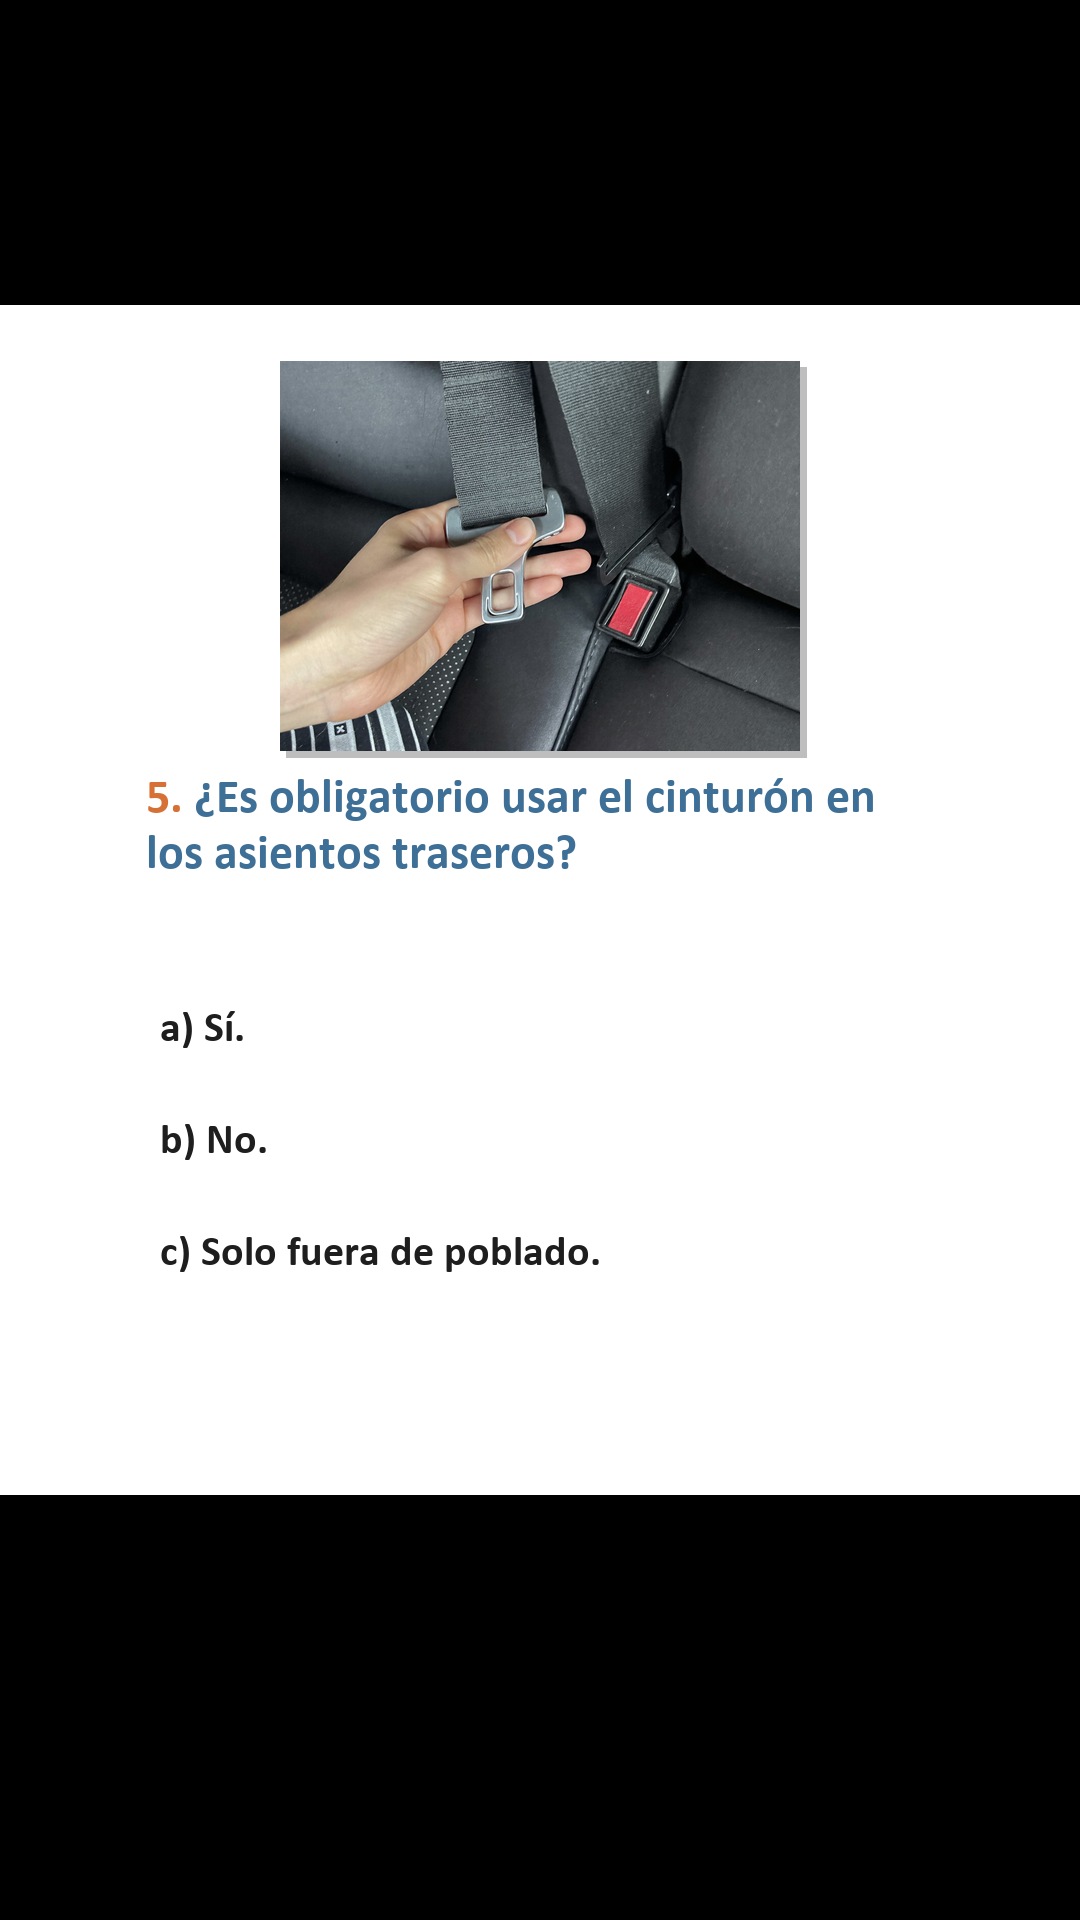 5. ¿Es obligatorio usar el cinturón en
los asientos traseros?
a) Sí.
b) No.
c) Solo fuera de poblado.